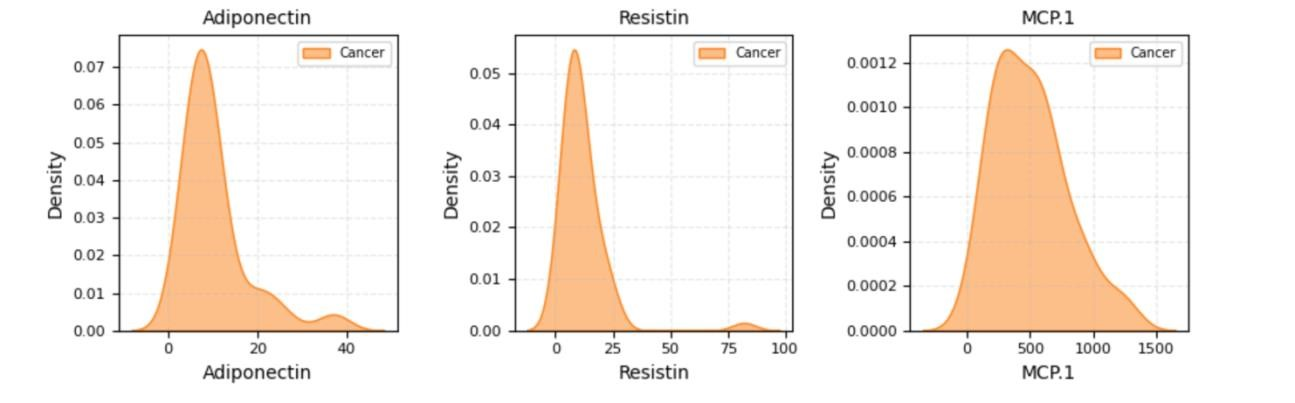 Adiponectin
Cancer
0.07
0.06
0.05
0.04
0.03
0.02
0.01
0.00
Density
0 20 40
Adiponectin
Resistin
Cancer
0.05
0.04
0.03
0.02
0.01
0.00
Density
0 25 50 75 100
Resistin
MCP.1
Cancer
0.0012
0.0010
0.0008
0.0006
0.0004
0.0002
0.0000
Density
0 500 1000 1500
MCP.1